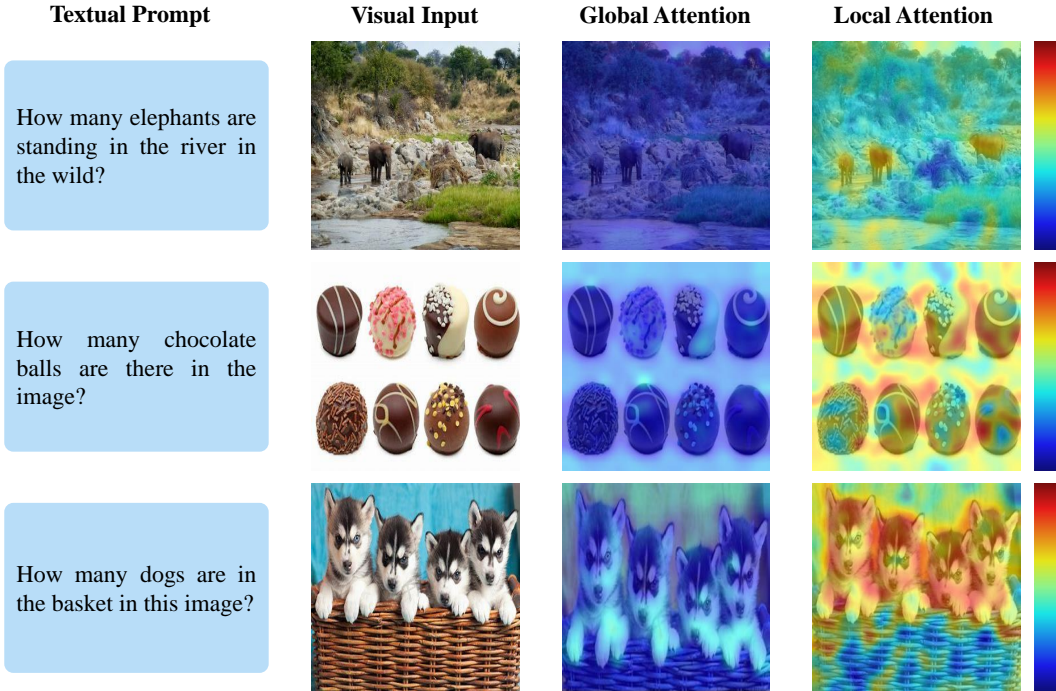 Textual Prompt Visual Input Global Attention Local Attention
How many elephants are
standing in the river in
the wild?
How many chocolate
balls are there in the
image?
How many dogs are in
the basket in this image?